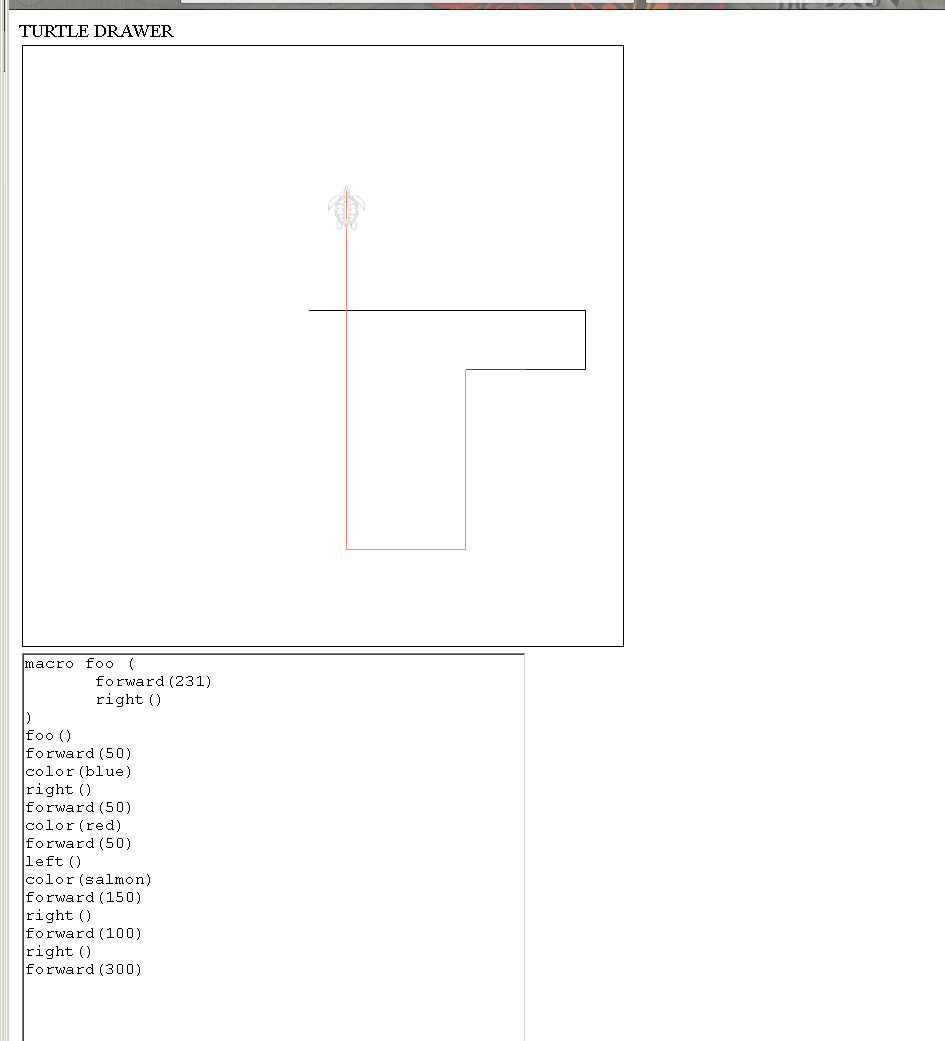 TURTLE DRAWER
macro foo (
forward(231)
right()
)
foo()
forward(50)
color(blue)
right()
forward(50)
color(red)
forward(50)
left()
color(salmon)
forward(150)
right()
forward(100)
right()
forward(300)